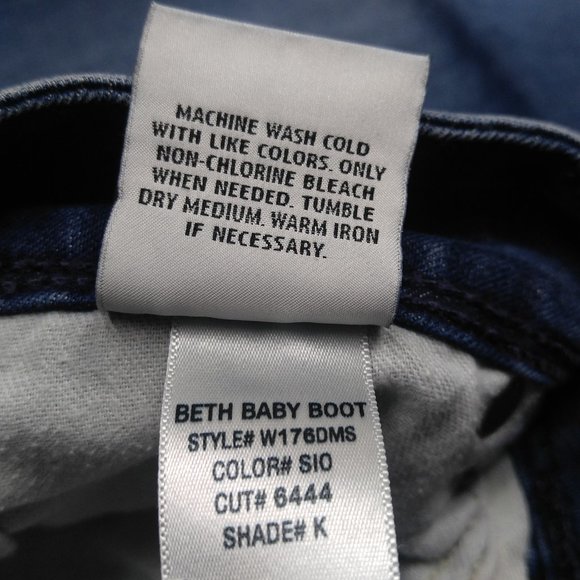 MACHINE WASH COLD
WITH LIKE COLORS. ONLY
NON-CHLORINE BLEACH
WHEN NEEDED. TUMBLE
DRY MEDIUM. WARM IRON
IF NECESSARY.
BETH BABY BOOT
STYLE# W176DMS
COLOR# SIO
CUT# 6444
SHADE# K